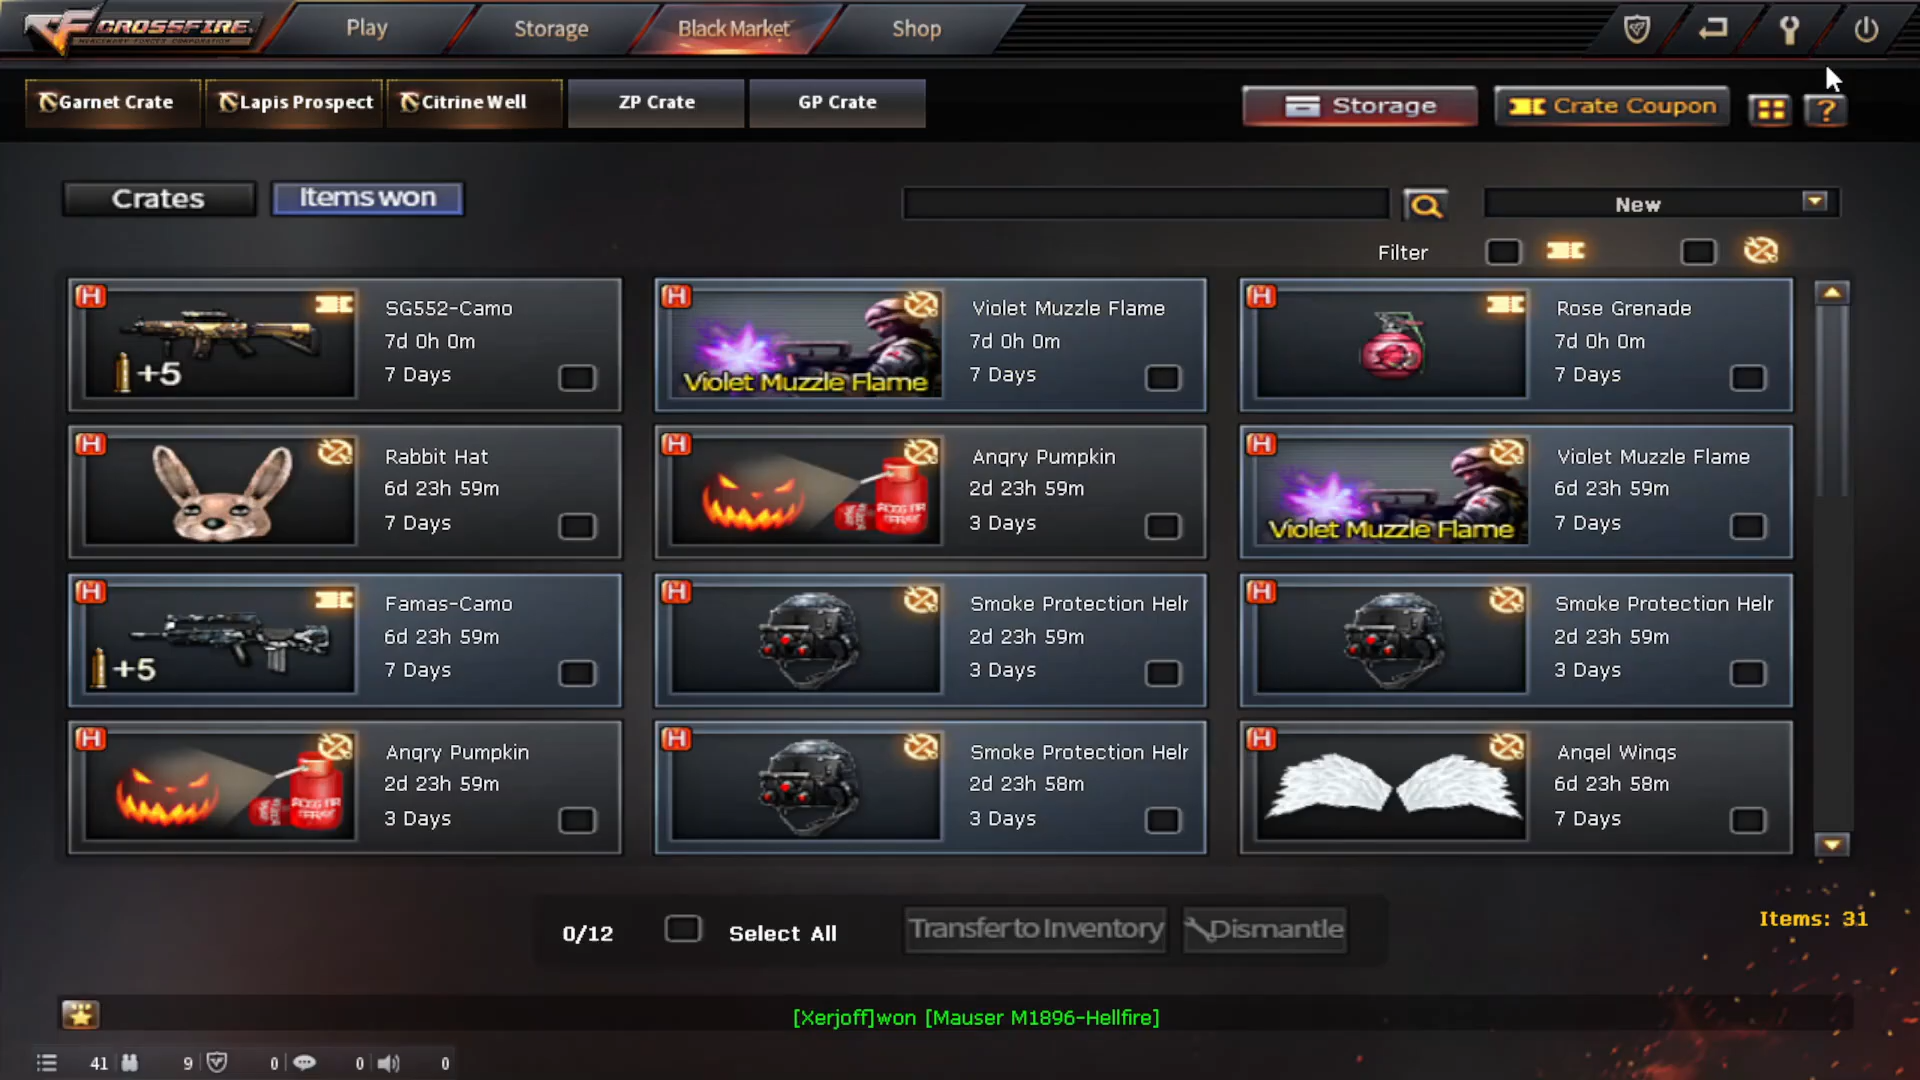 CROSSFIRE
MERCENARY FORCES CORPORATION
Play
Storage
Black Market
Shop
Garnet Crate
Lapis Prospect
Citrine Well
ZP Crate
GP Crate
Storage
Crate Coupon
?
Crates
Items won
New
Filter
H
+5
SG552-Camo
7d 0h 0m
7 Days
H
Violet Muzzle Flame
Violet Muzzle Flame
7d 0h 0m
7 Days
H
Rose Grenade
7d 0h 0m
7 Days
H
Rabbit Hat
6d 23h 59m
7 Days
H
Angry Pumpkin
2d 23h 59m
3 Days
H
Violet Muzzle Flame
Violet Muzzle Flame
6d 23h 59m
7 Days
H
+5
Famas-Camo
6d 23h 59m
7 Days
H
Smoke Protection Helr
2d 23h 59m
3 Days
H
Smoke Protection Helr
2d 23h 59m
3 Days
H
Angry Pumpkin
2d 23h 59m
3 Days
H
Smoke Protection Helr
2d 23h 58m
3 Days
H
Angel Wings
6d 23h 58m
7 Days
0/12
Select All
Transfer to Inventory
Dismantle
Items: 31
[Xerjoff]won [Mauser M1896-Hellfire]
41
9
0
0
0